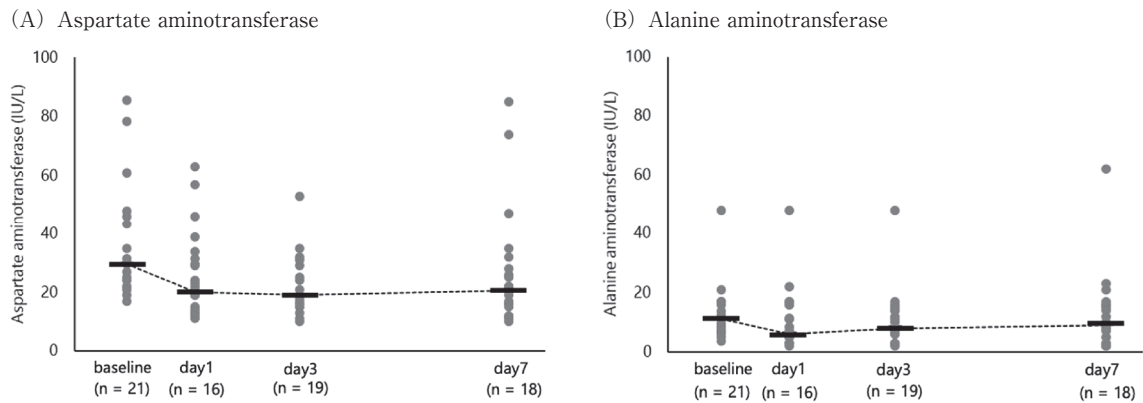 (A) Aspartate aminotransferase
Aspartate aminotransferase (IU/L)
100
80
60
40
20
0
baseline day1 day3 day7
(n = 21) (n = 16) (n = 19) (n = 18)
(B) Alanine aminotransferase
Alanine aminotransferase (IU/L)
100
80
60
40
20
0
baseline day1 day3 day7
(n = 21) (n = 16) (n = 19) (n = 18)